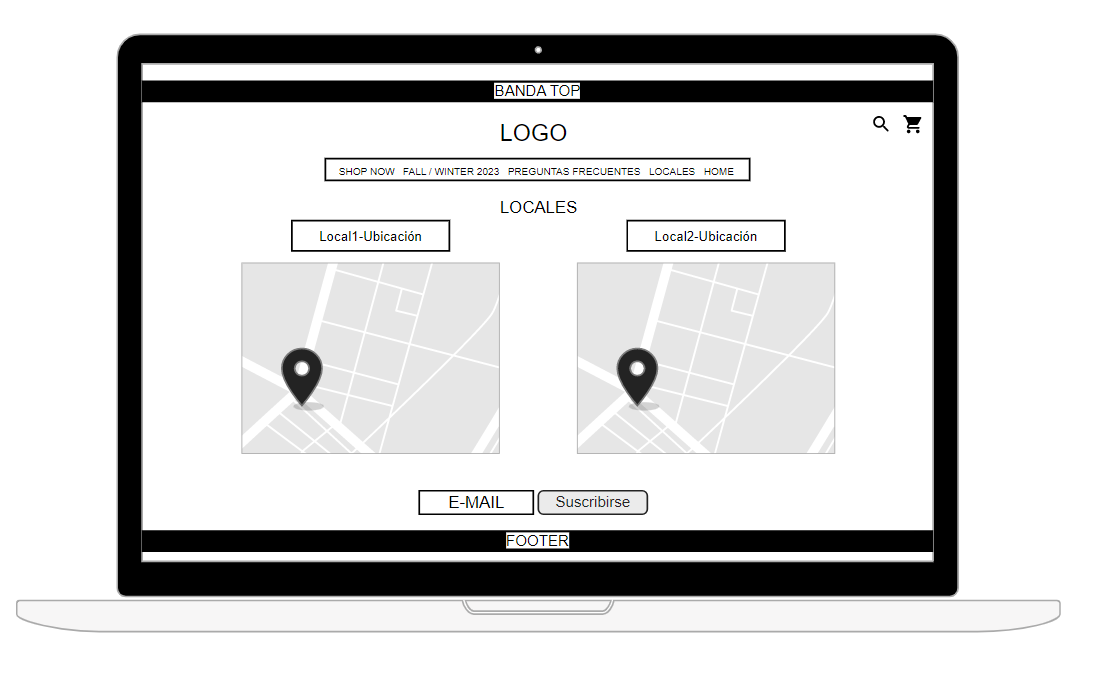 BANDA TOP
LOGO
SHOP NOW FALL / WINTER 2023 PREGUNTAS FRECUENTES LOCALES HOME
LOCALES
Local1-Ubicación Local2-Ubicación
E-MAIL Suscribirse
FOOTER